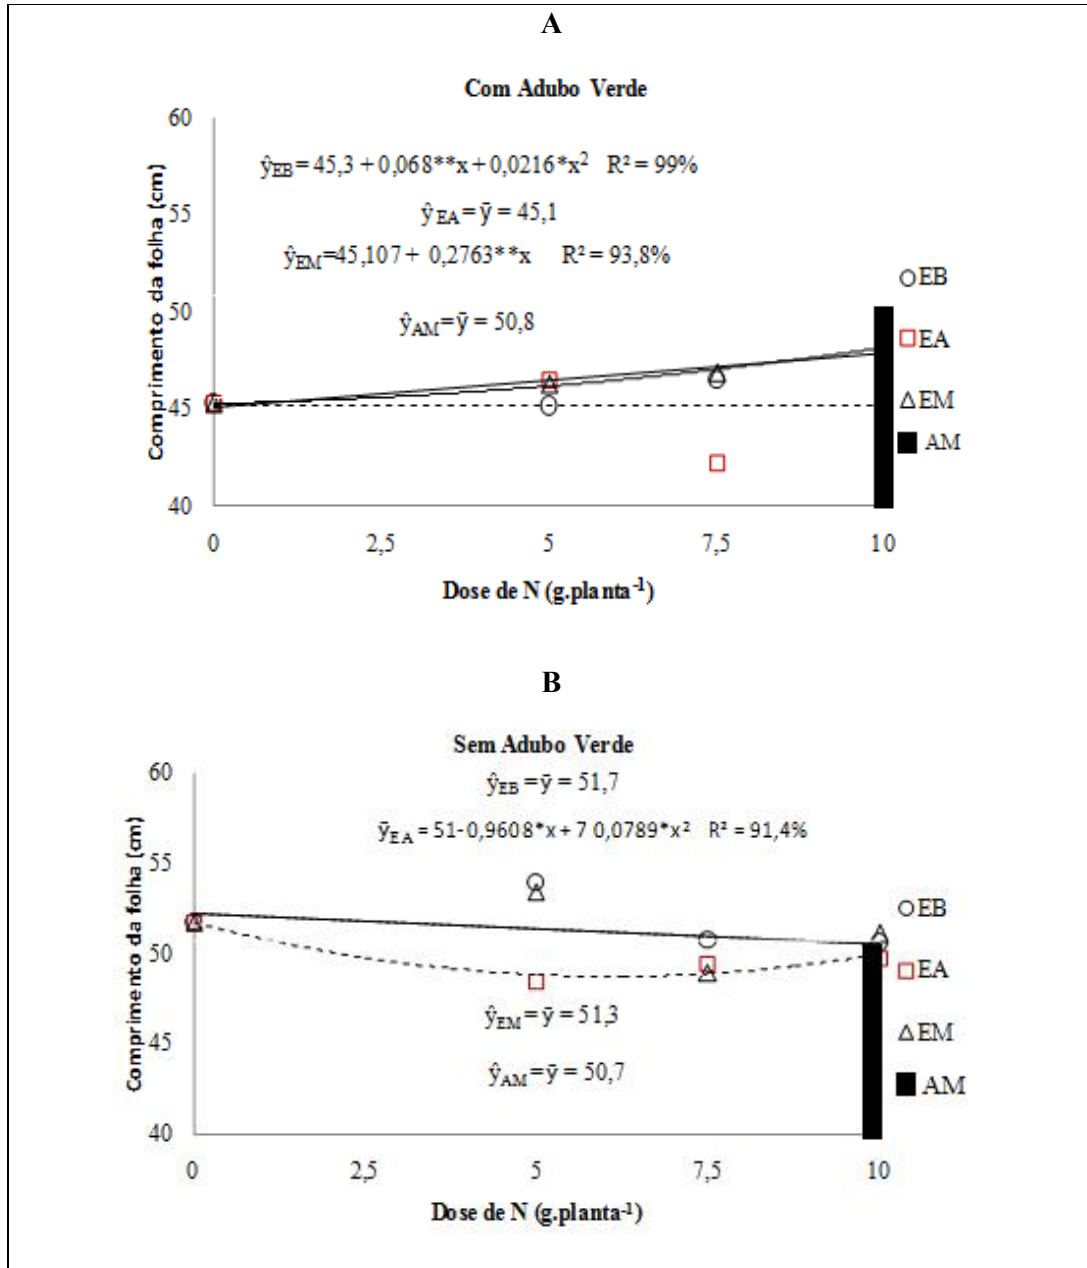 A
Com Adubo Verde
60
ŷEB = 45,3 + 0,068**x + 0,0216*x² R² = 99%
55
ŷEA = ȳ = 45,1
ŷEM=45,107 + 0,2763**x R² = 93,8%
50
ŷAM = ȳ = 50,8
45
40
Comprimento da folha (cm)
EB
EA
EM
AM
0 2,5 5 7,5 10
Dose de N (g.planta-1)
B
Sem Adubo Verde
60
ŷEB = ȳ = 51,7
ȳEA = 51-0,9608*x + 7 0,0789*x² R² = 91,4%
55
50
45
ŷEM = ȳ = 51,3
ŷAM = ȳ = 50,7
40
Comprimento da folha (cm)
EB
EA
EM
AM
0 2,5 5 7,5 10
Dose de N (g.planta-1)